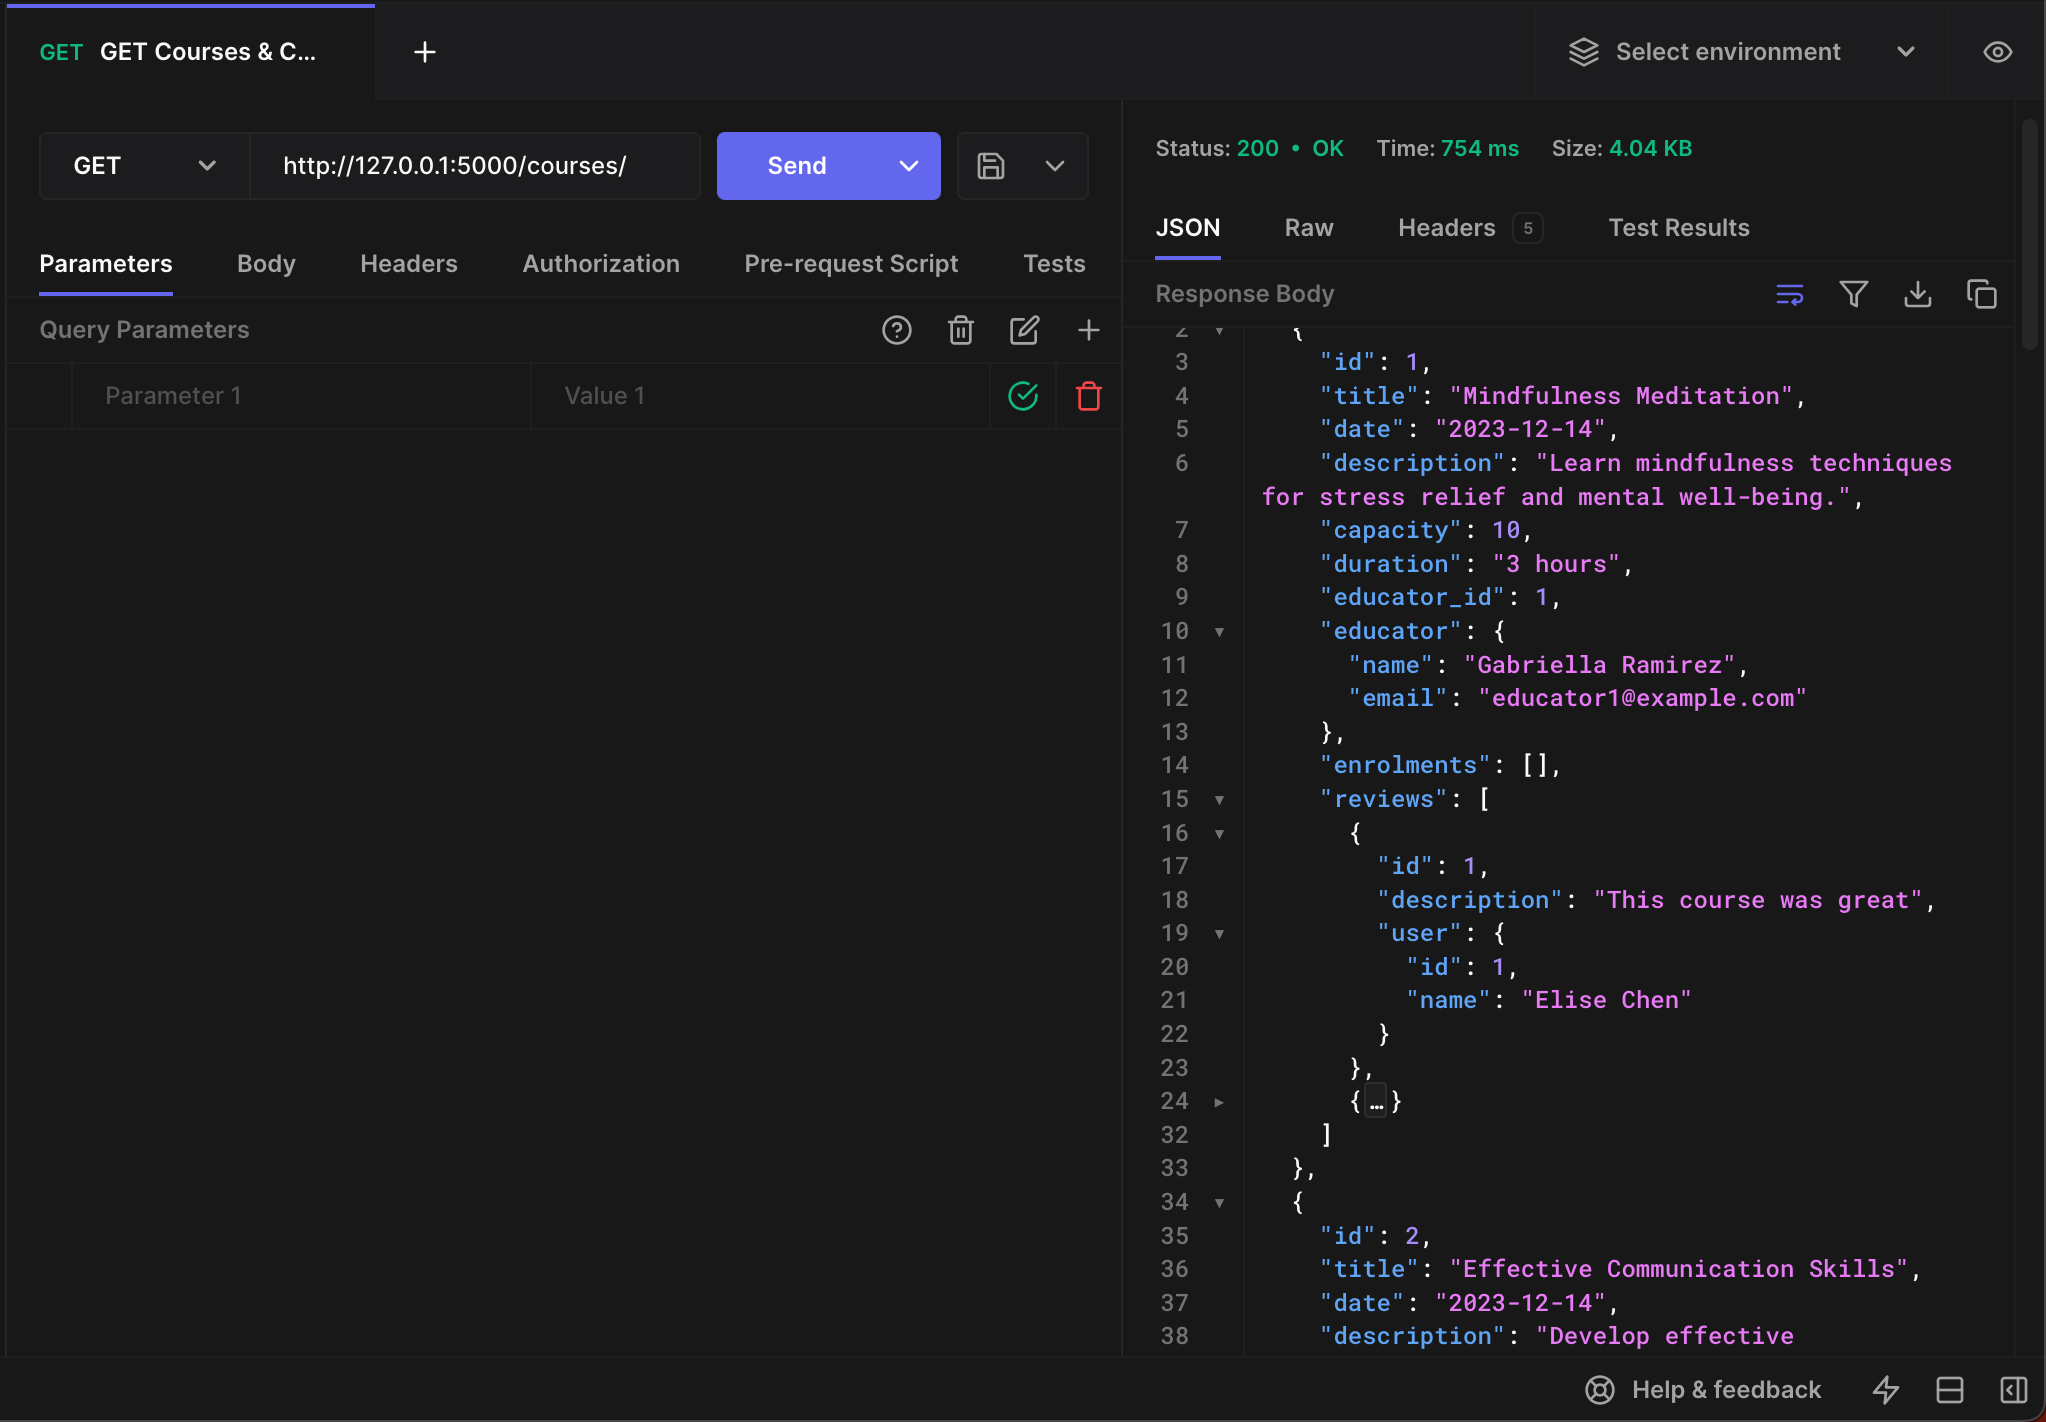 GET GET Courses & C...
Select environment
GET http://127.0.0.1:5000/courses/ Send
Parameters Body Headers Authorization Pre-request Script Tests
Query Parameters
Parameter 1 Value 1
Status: 200 • OK Time: 754 ms Size: 4.04 KB
JSON Raw Headers 5 Test Results
Response Body
2 {
3 "id": 1,
4 "title": "Mindfulness Meditation",
5 "date": "2023-12-14",
6 "description": "Learn mindfulness techniques
for stress relief and mental well-being.",
7 "capacity": 10,
8 "duration": "3 hours",
9 "educator_id": 1,
10 "educator": {
11 "name": "Gabriella Ramirez",
12 "email": "educator1@example.com"
13 },
14 "enrolments": [],
15 "reviews": [
16 {
17 "id": 1,
18 "description": "This course was great",
19 "user": {
20 "id": 1,
21 "name": "Elise Chen"
22 }
23 },
24 {…}
32 ]
33 },
34 {
35 "id": 2,
36 "title": "Effective Communication Skills",
37 "date": "2023-12-14",
38 "description": "Develop effective
Help & feedback